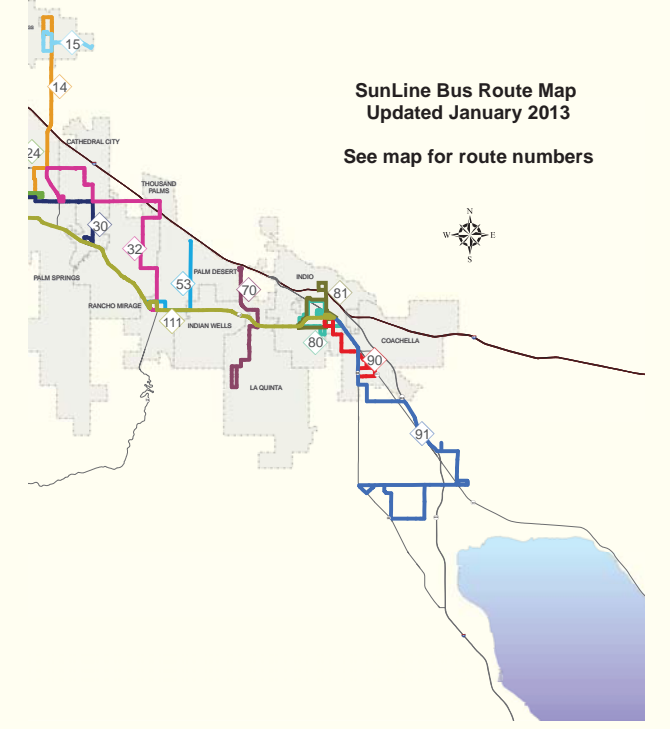 15
14
SunLine Bus Route Map
Updated January 2013
See map for route numbers
CATHEDRAL CITY
24
THOUSAND
PALMS
N
W E
S
30
32
PALM SPRINGS
53
PALM DESERT
70
INDIO
81
RANCHO MIRAGE
111
INDIAN WELLS
80
COACHELLA
90
LA QUINTA
91